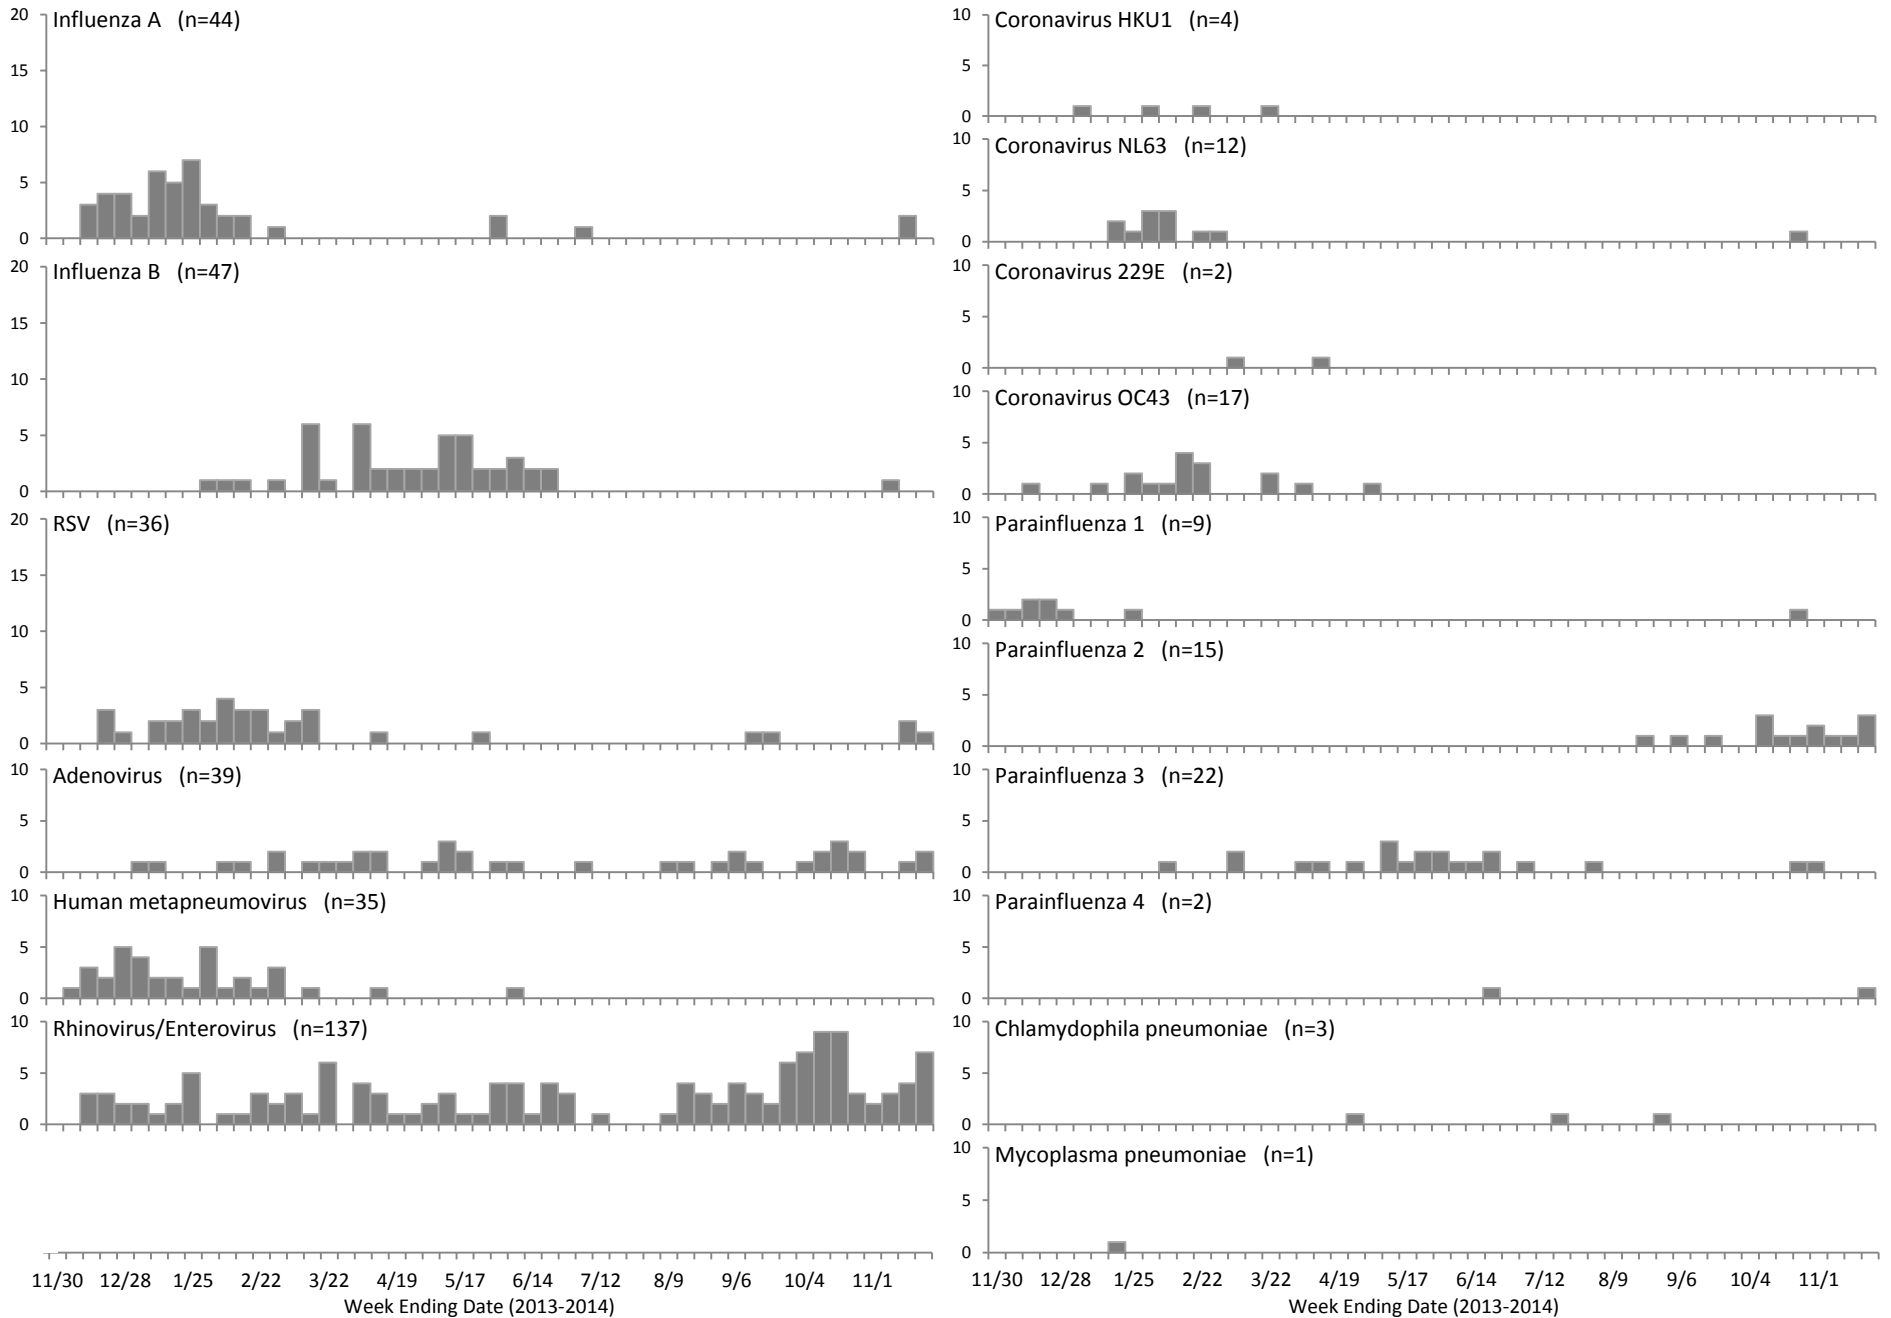 Influenza A (n=44)
20
15
10
5
0
Influenza B (n=47)
20
15
10
5
0
RSV (n=36)
20
15
10
5
0
Adenovirus (n=39)
10
5
0
Human metapneumovirus (n=35)
10
5
0
Rhinovirus/Enterovirus (n=137)
10
5
0
11/30 12/28 1/25 2/22 3/22 4/19 5/17 6/14 7/12 8/9 9/6 10/4 11/1
Week Ending Date (2013-2014)
Coronavirus HKU1 (n=4)
10
5
0
Coronavirus NL63 (n=12)
10
5
0
Coronavirus 229E (n=2)
10
5
0
Coronavirus OC43 (n=17)
10
5
0
Parainfluenza 1 (n=9)
10
5
0
Parainfluenza 2 (n=15)
10
5
0
Parainfluenza 3 (n=22)
10
5
0
Parainfluenza 4 (n=2)
10
5
0
Chlamydophila pneumoniae (n=3)
10
5
0
Mycoplasma pneumoniae (n=1)
10
5
0
11/30 12/28 1/25 2/22 3/22 4/19 5/17 6/14 7/12 8/9 9/6 10/4 11/1
Week Ending Date (2013-2014)